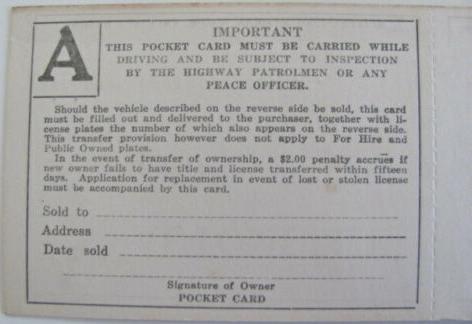 A
IMPORTANT
THIS POCKET CARD MUST BE CARRIED WHILE
DRIVING AND BE SUBJECT TO INSPECTION
BY THE HIGHWAY PATROLMEN OR ANY
PEACE OFFICER.
Should the vehicle described on the reverse side be sold, this card
must be filled out and delivered to the purchaser, together with li-
cense plates the number of which also appears on the reverse side.
This transfer provision however does not apply to For Hire and
Public Owned plates.
In the event of transfer of ownership, a $2.00 penalty accrues if
new owner fails to have title and license transferred within fifteen
days. Application for replacement in event of lost or stolen license
must be accompanied by this card.
Sold to
Address
Date sold
Signature of Owner
POCKET CARD